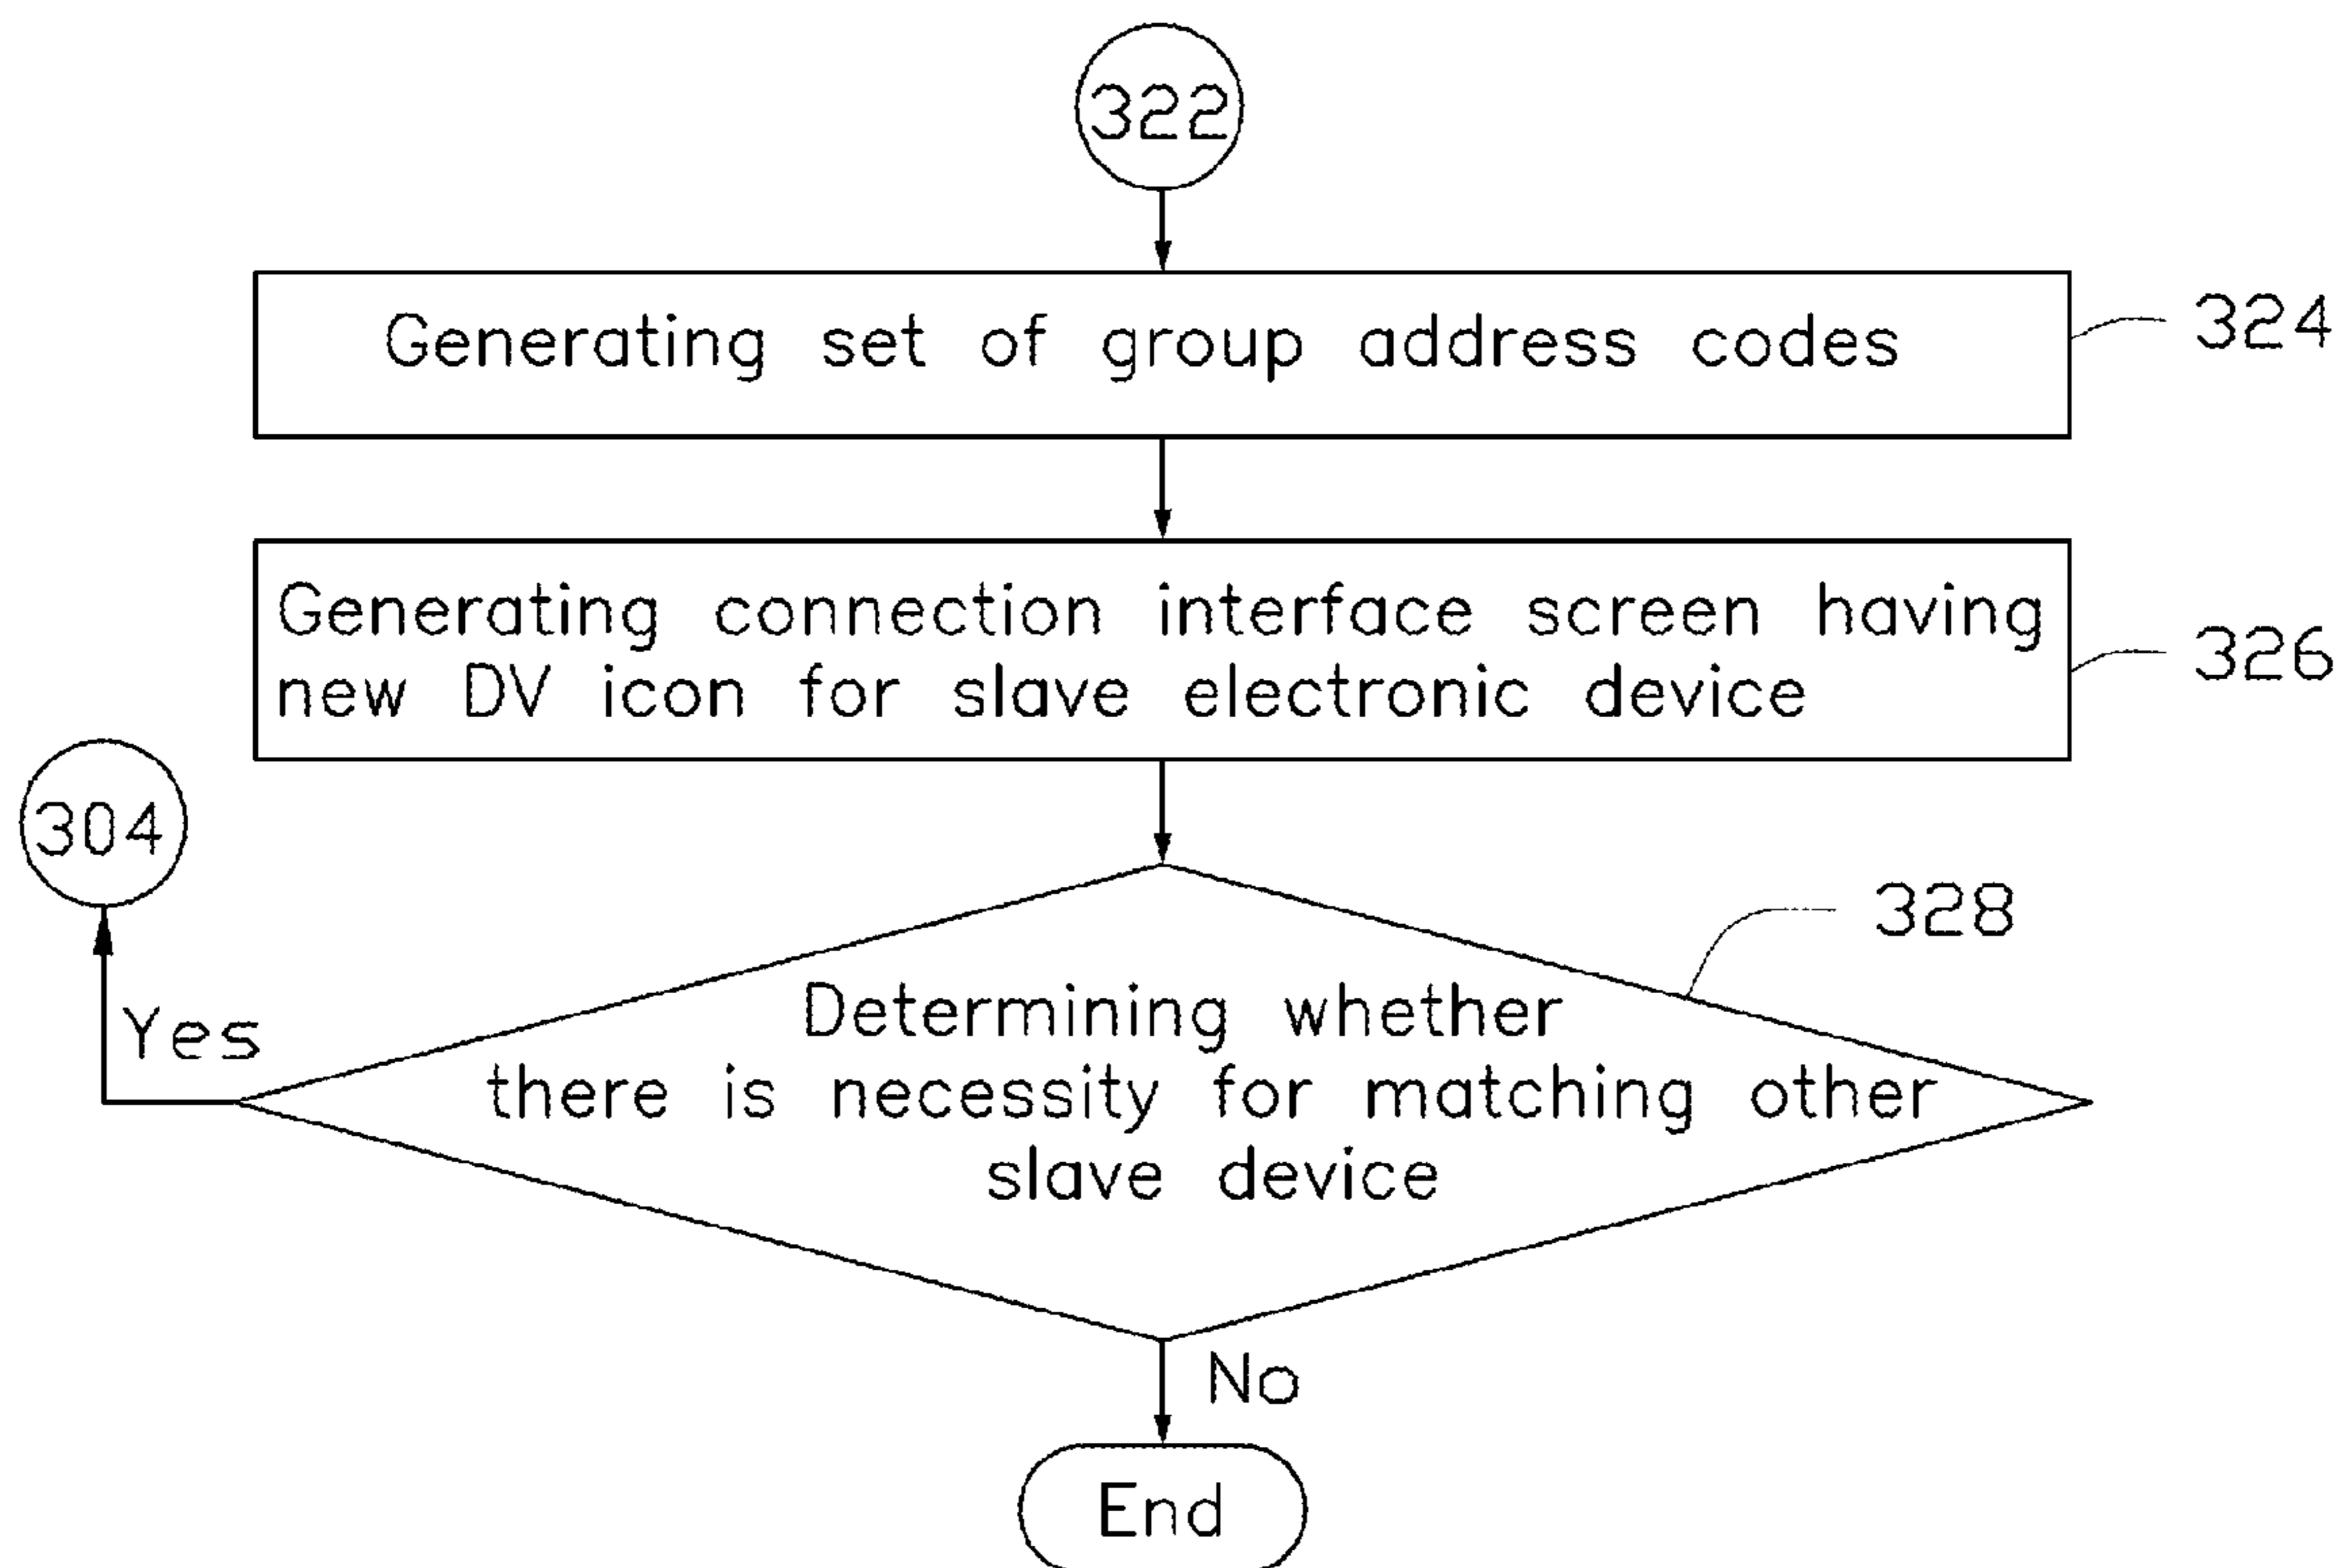 322
Generating set of group address codes
324
Generating connection interface screen having
new DV icon for slave electronic device
326
304
328
Yes
Determining whether
there is necessity for matching other
slave device
No
End